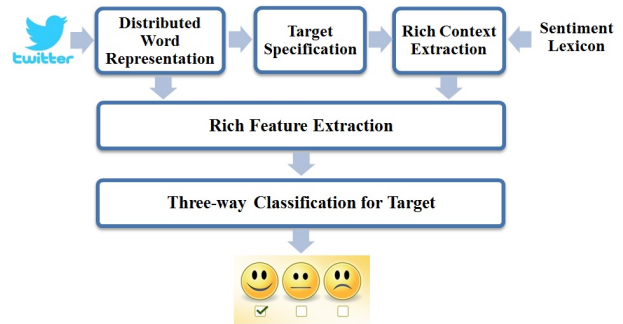 twitter
Distributed
Word
Representation
Target
Specification
Rich Context
Extraction
Sentiment
Lexicon
Rich Feature Extraction
Three-way Classification for Target